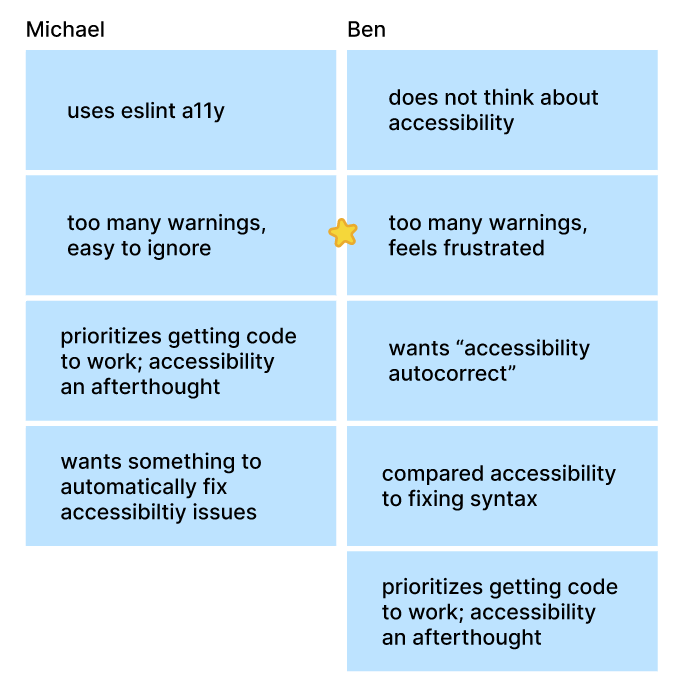 Michael
uses eslint a11y
too many warnings,
easy to ignore
prioritizes getting code
to work; accessibility
an afterthought
wants something to
automatically fix
accessibiltiy issues
Ben
does not think about
accessibility
too many warnings,
feels frustrated
wants “accessibility
autocorrect”
compared accessibility
to fixing syntax
prioritizes getting code
to work; accessibility
an afterthought